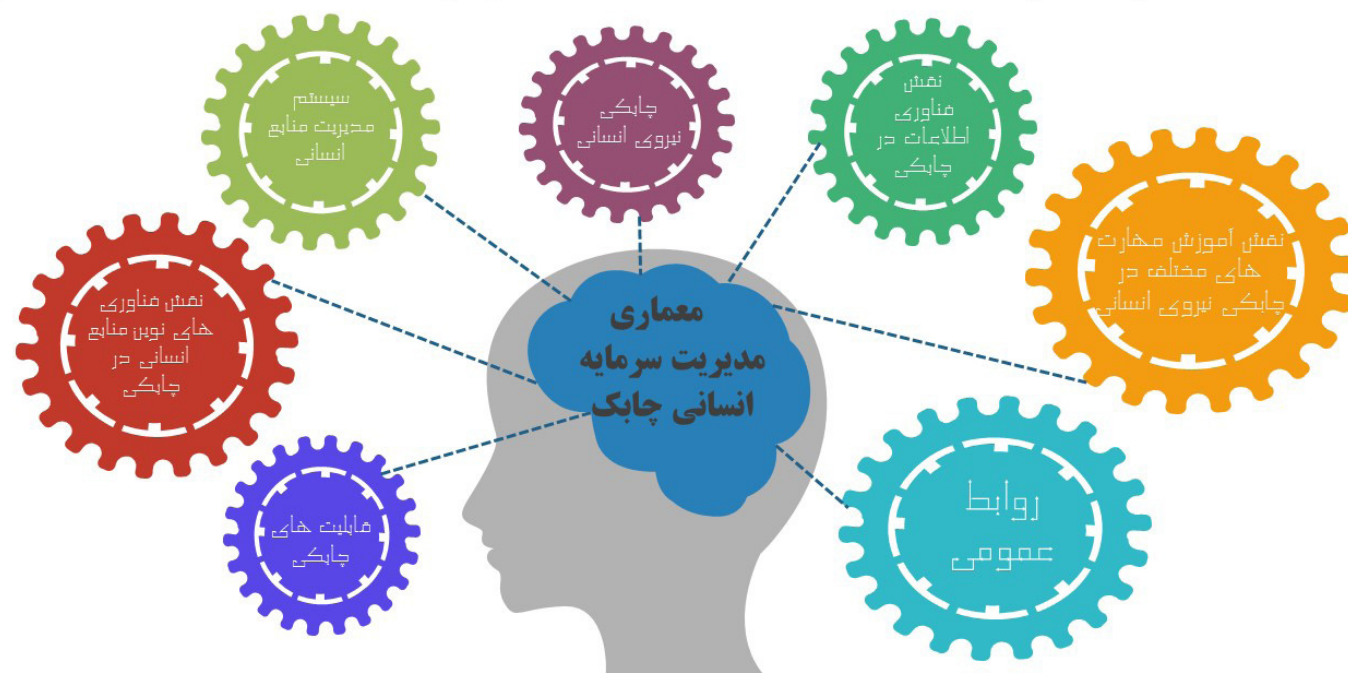 نقش
فناوری
اطلاعات در
چابکی
چابکی
نیروی انسانی
سیستم
مدیریت منابع
انسانی
نقش آموزش مهارت
های مختلف در
چابکی نیروی انسانی
نقش فناوری
های نوین منابع
انسانی در
چابکی
معماری
مدیریت سرمایه
انسانی چابک
روابط
عمومی
قابلیت های
چابکی